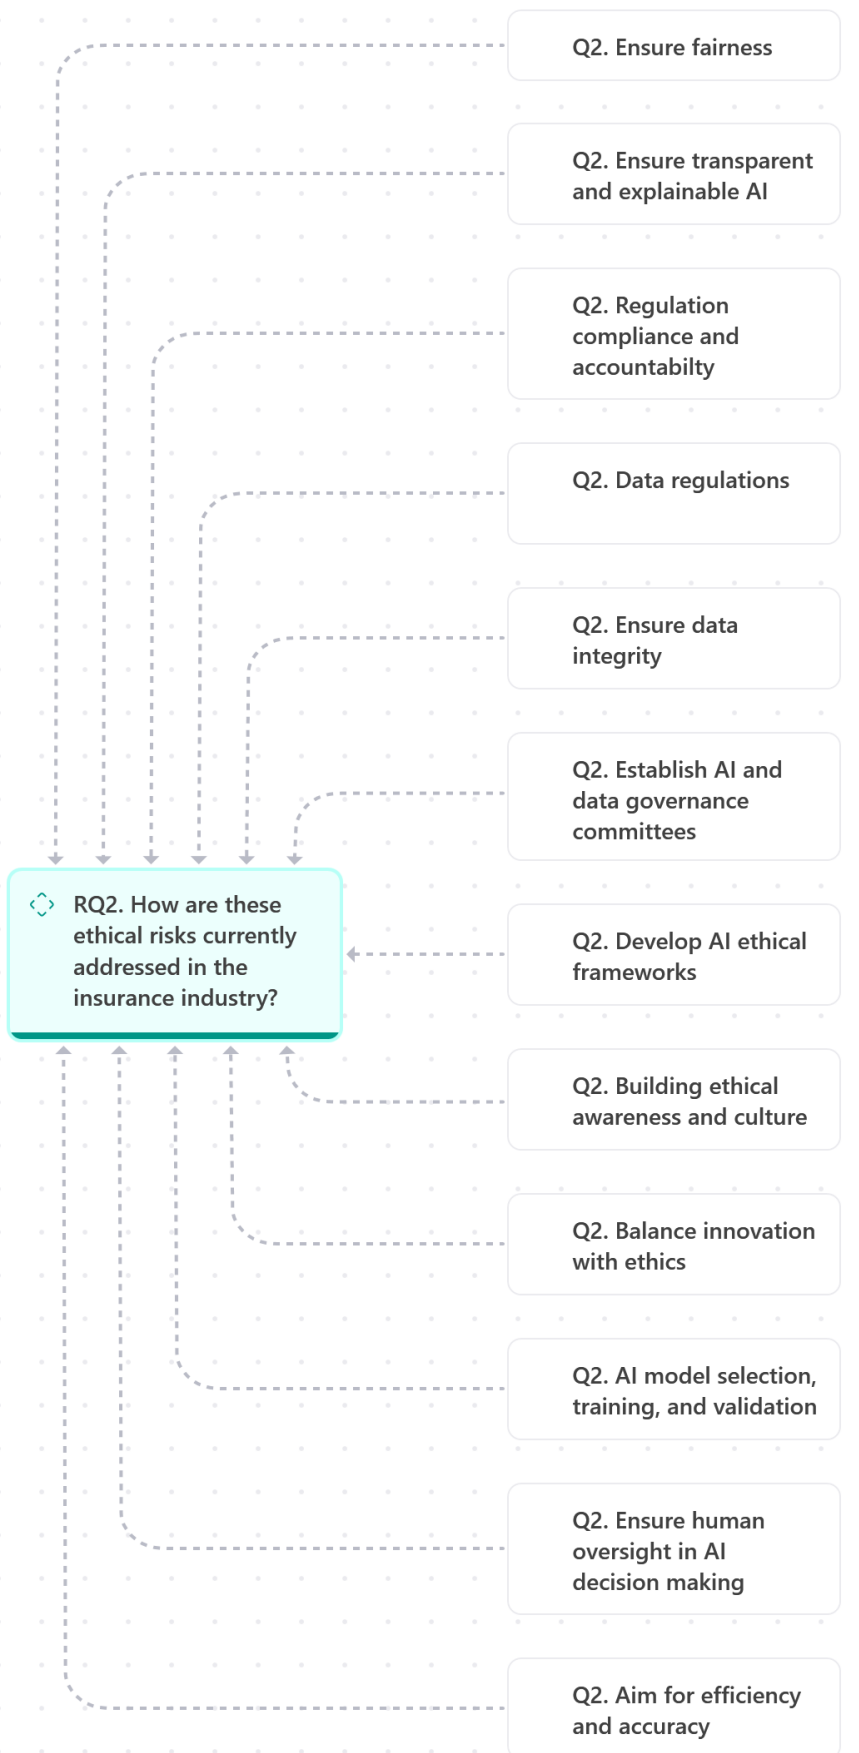 Q2. Ensure fairness
Q2. Ensure transparent
and explainable AI
Q2. Regulation
compliance and
accountabilty
Q2. Data regulations
Q2. Ensure data
integrity
Q2. Establish AI and
data governance
committees
RQ2. How are these
ethical risks currently
addressed in the
insurance industry?
Q2. Develop AI ethical
frameworks
Q2. Building ethical
awareness and culture
Q2. Balance innovation
with ethics
Q2. AI model selection,
training, and validation
Q2. Ensure human
oversight in AI
decision making
Q2. Aim for efficiency
and accuracy